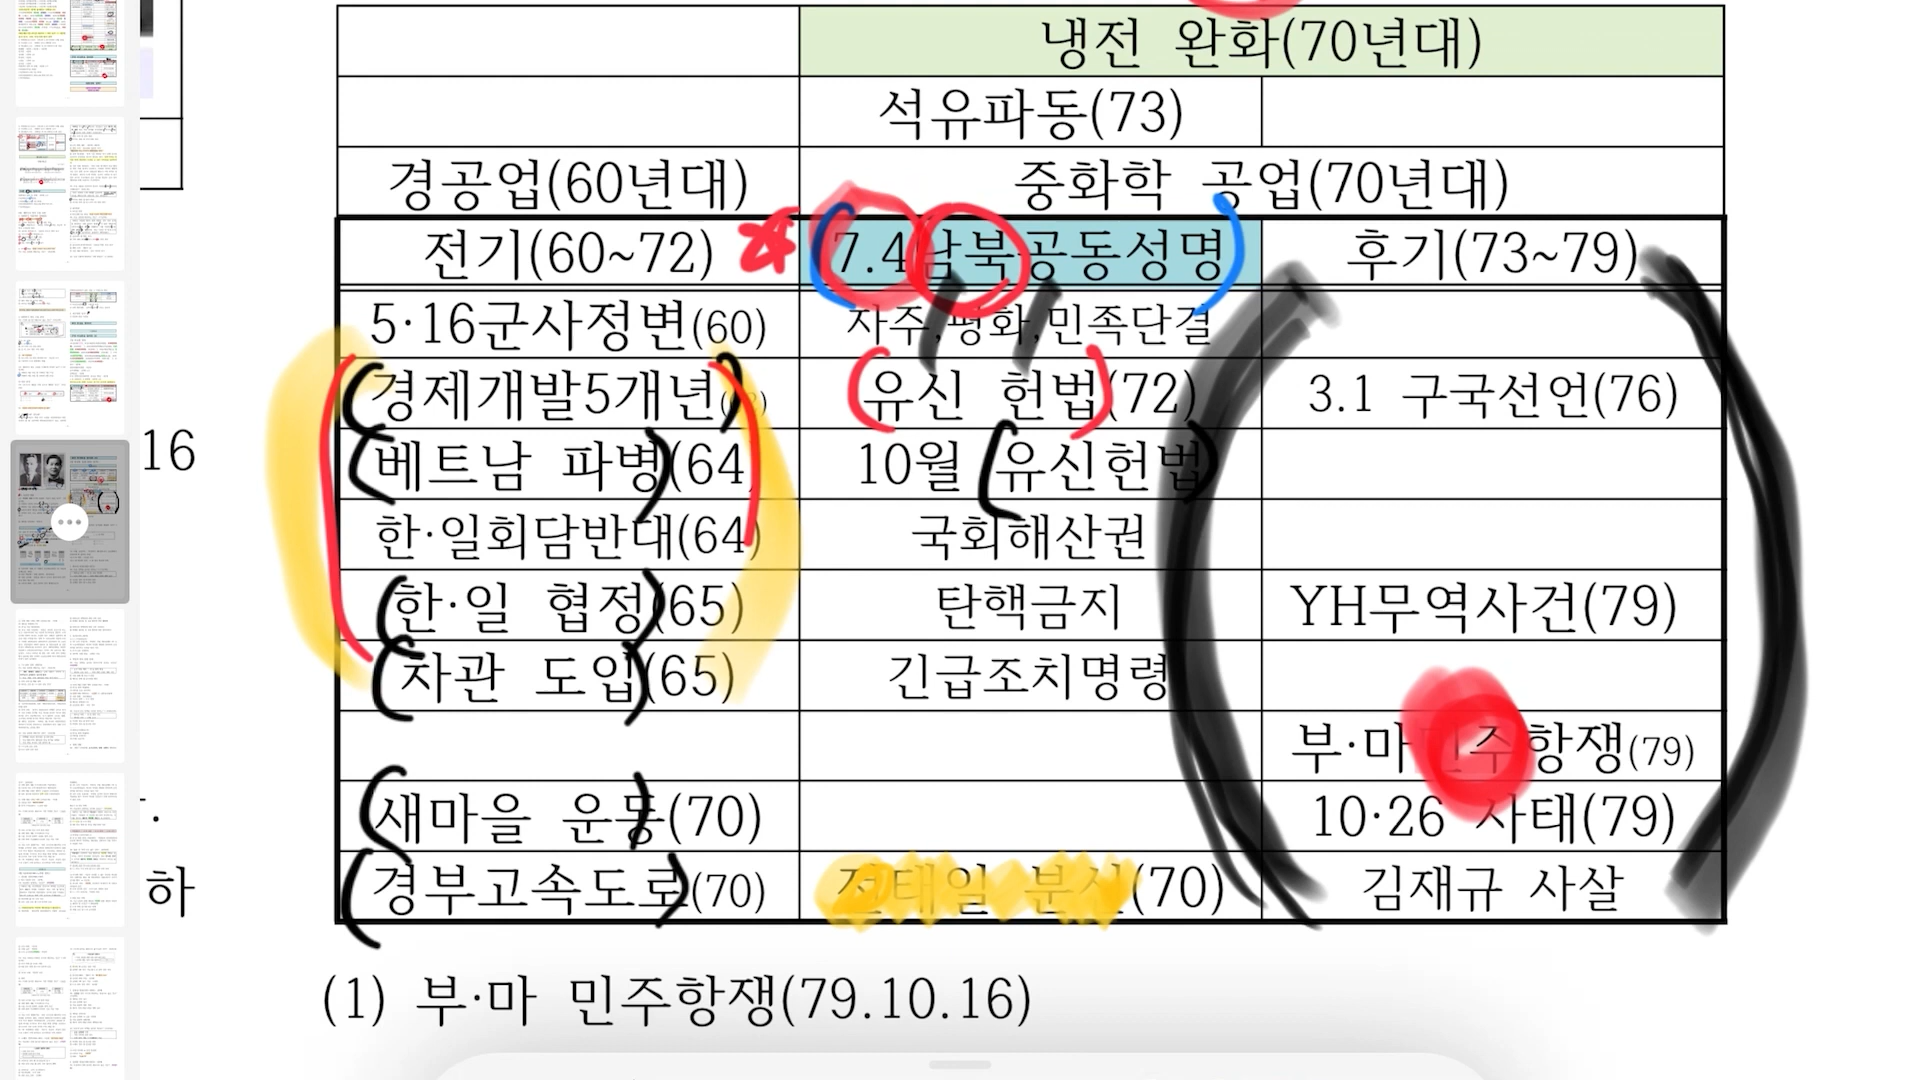 냉전 완화(70년대)
석유파동(73)
경공업(60년대) 중화학 공업(70년대)
전기(60~72) 7.4남북공동성명 후기(73~79)
5·16군사정변(60) 자주,평화,민족단결
경제개발5개년 유신 헌법(72) 3.1 구국선언(76)
16
베트남 파병(64) 10월 유신헌법
한·일회담반대(64) 국회해산권
한·일 협정(65) 탄핵금지 YH무역사건(79)
차관 도입(65) 긴급조치명령
부·마민주항쟁(79)
새마을 운동(70) 10·26 사태(79)
하
경부고속도로(70) 전태일 분신(70) 김재규 사살
(1) 부·마 민주항쟁(79.10.16)